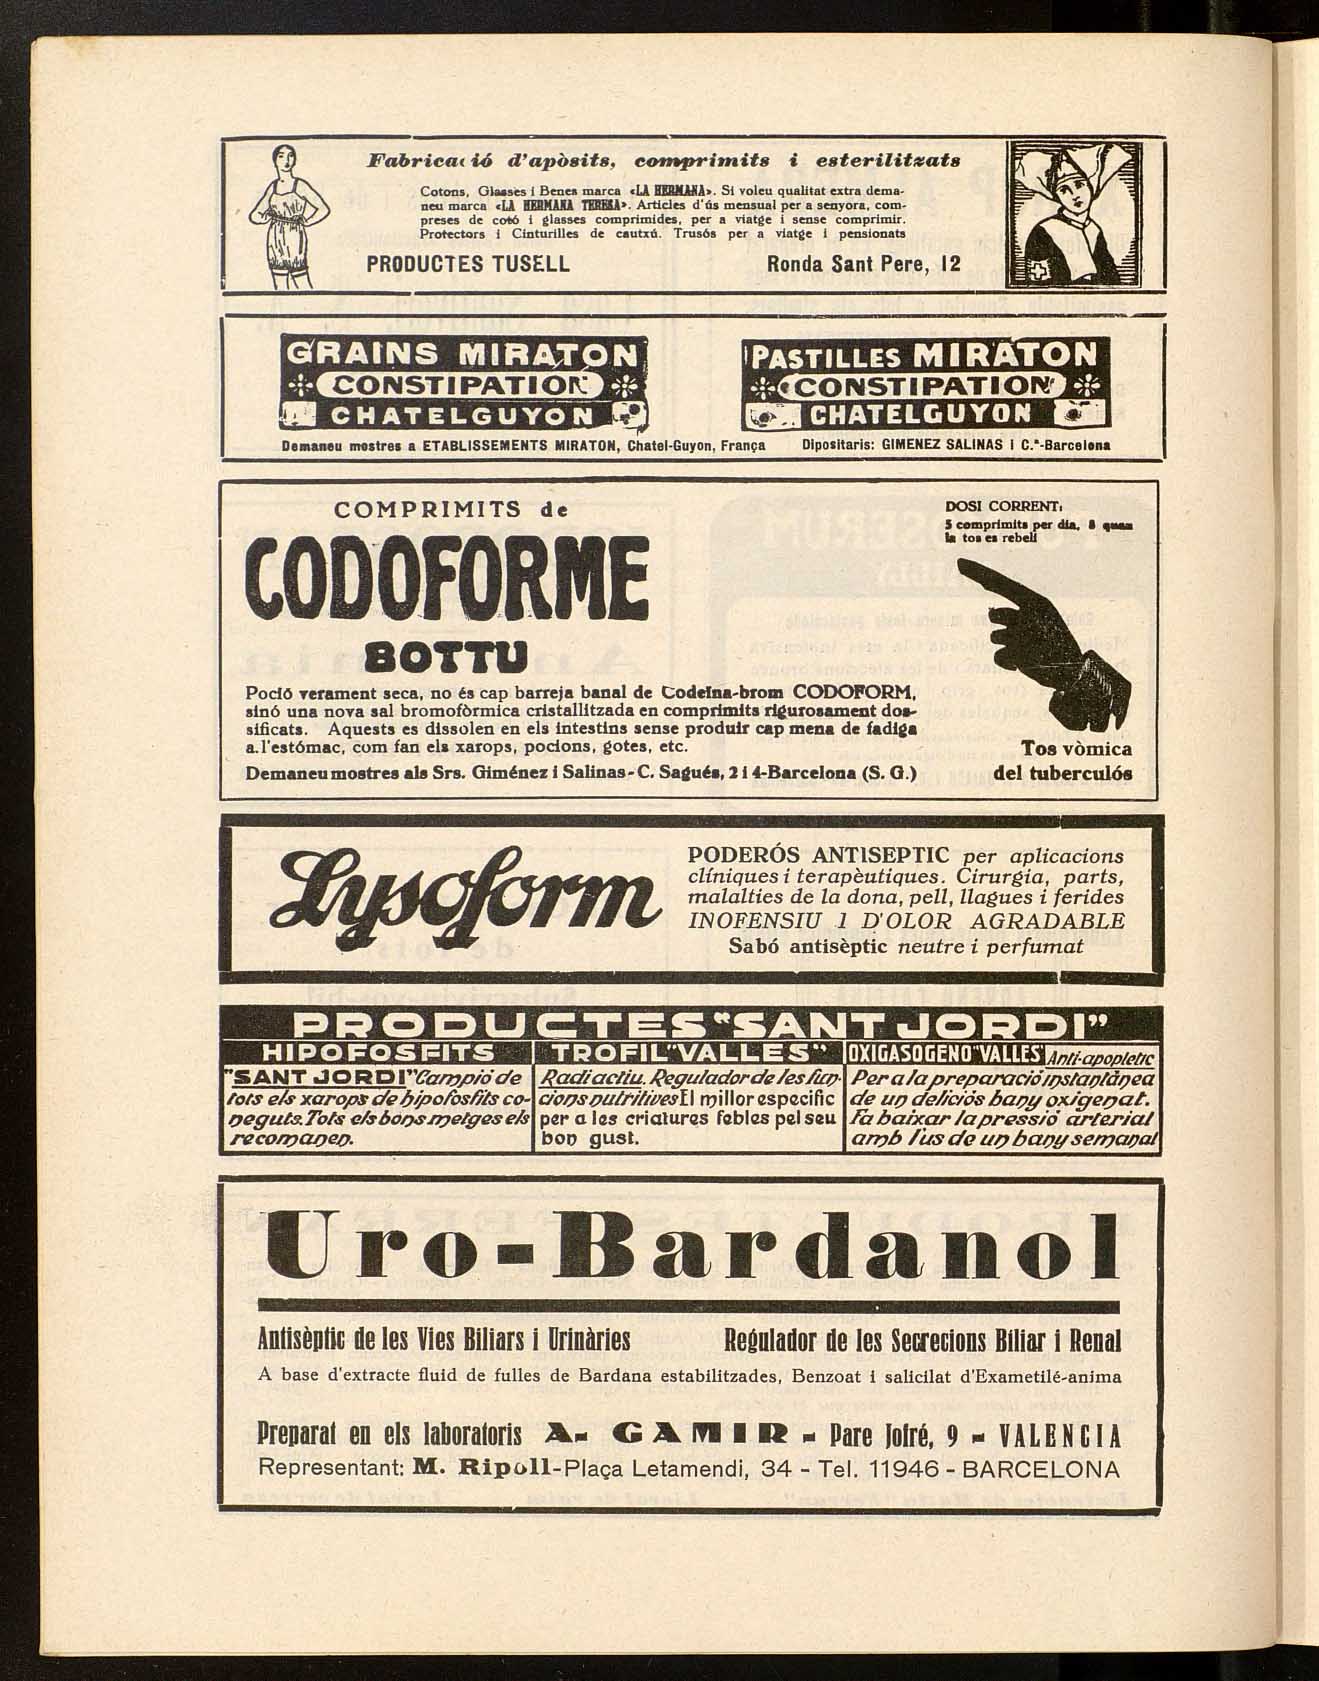 Fabricació d'apòsits, comprimits i esterilitzats
Cotons, Glasses i Benes marca «LA HERMANA». Si voleu qualitat extra dema-
neu marca «LA HERMANA TERESA». Articles d'ús mensual per a senyora, com-
preses de cotó i glasses comprimides, per a viatge i sense comprimir.
Protectors i Cinturilles de cautxú. Trusós per a viatge i pensionats
PRODUCTES TUSELL Ronda Sant Pere, 12
GRAINS MIRATON
CONSTIPATION
CHATELGUYON
PASTILLES MIRATON
CONSTIPATION
CHATELGUYON
Demaneu mostres a ETABLISSEMENTS MIRATON, Chatel-Guyon, França Dipositaris: GIMENEZ SALINAS i C.ª-Barcelona
COMPRIMITS de
CODOFORME
BOTTU
DOSI CORRENT:
5 comprimits per dia, 8 quan
la tos es rebell
Poció verament seca, no és cap barreja banal de Codeïna-brom CODOFORM,
sinó una nova sal bromofòrmica cristallitzada en comprimits rigurosament dos-
sificats. Aquests es dissolen en els intestins sense produir cap mena de fadiga
a l'estómac, com fan els xarops, pocions, gotes, etc.
Demaneu mostres als Srs. Giménez i Salinas-C. Sagués, 2 i 4-Barcelona (S. G.)
Tos vòmica
del tuberculós
Lysoform
PODERÓS ANTISEPTIC per aplicacions
clíniques i terapèutiques. Cirurgia, parts,
malalties de la dona, pell, llagues i ferides
INOFENSIU I D'OLOR AGRADABLE
Sabó antisèptic neutre i perfumat
PRODUCTES "SANT JORDI"
HIPOFOSFITS
"SANT JORDI" Campió de
tots els xarops de hipofosfits co-
neguts. Tots els bons metges els
recomanen.
TROFIL "VALLES"
Radiactiu. Regulador de les fun-
cions nutritives El millor específic
per a les criatures febles pel seu
bon gust.
OXIGASOGENO "VALLES" Anti-apopletic
Per a la preparació instantánea
de un deliciós bany oxigenat.
Fa baixar la pressió arterial
amb l'us de un bany semanal
Uro-Bardanol
Antisèptic de les Vies Biliars i Urinàries Regulador de les Secrecions Biliar i Renal
A base d'extracte fluid de fulles de Bardana estabilitzades, Benzoat i salicilat d'Exametilé-anima
Preparat en els laboratoris A. GAMIR - Pare Jofré, 9 - VALENCIA
Representant: M. Ripoll-Plaça Letamendi, 34 - Tel. 11946 - BARCELONA